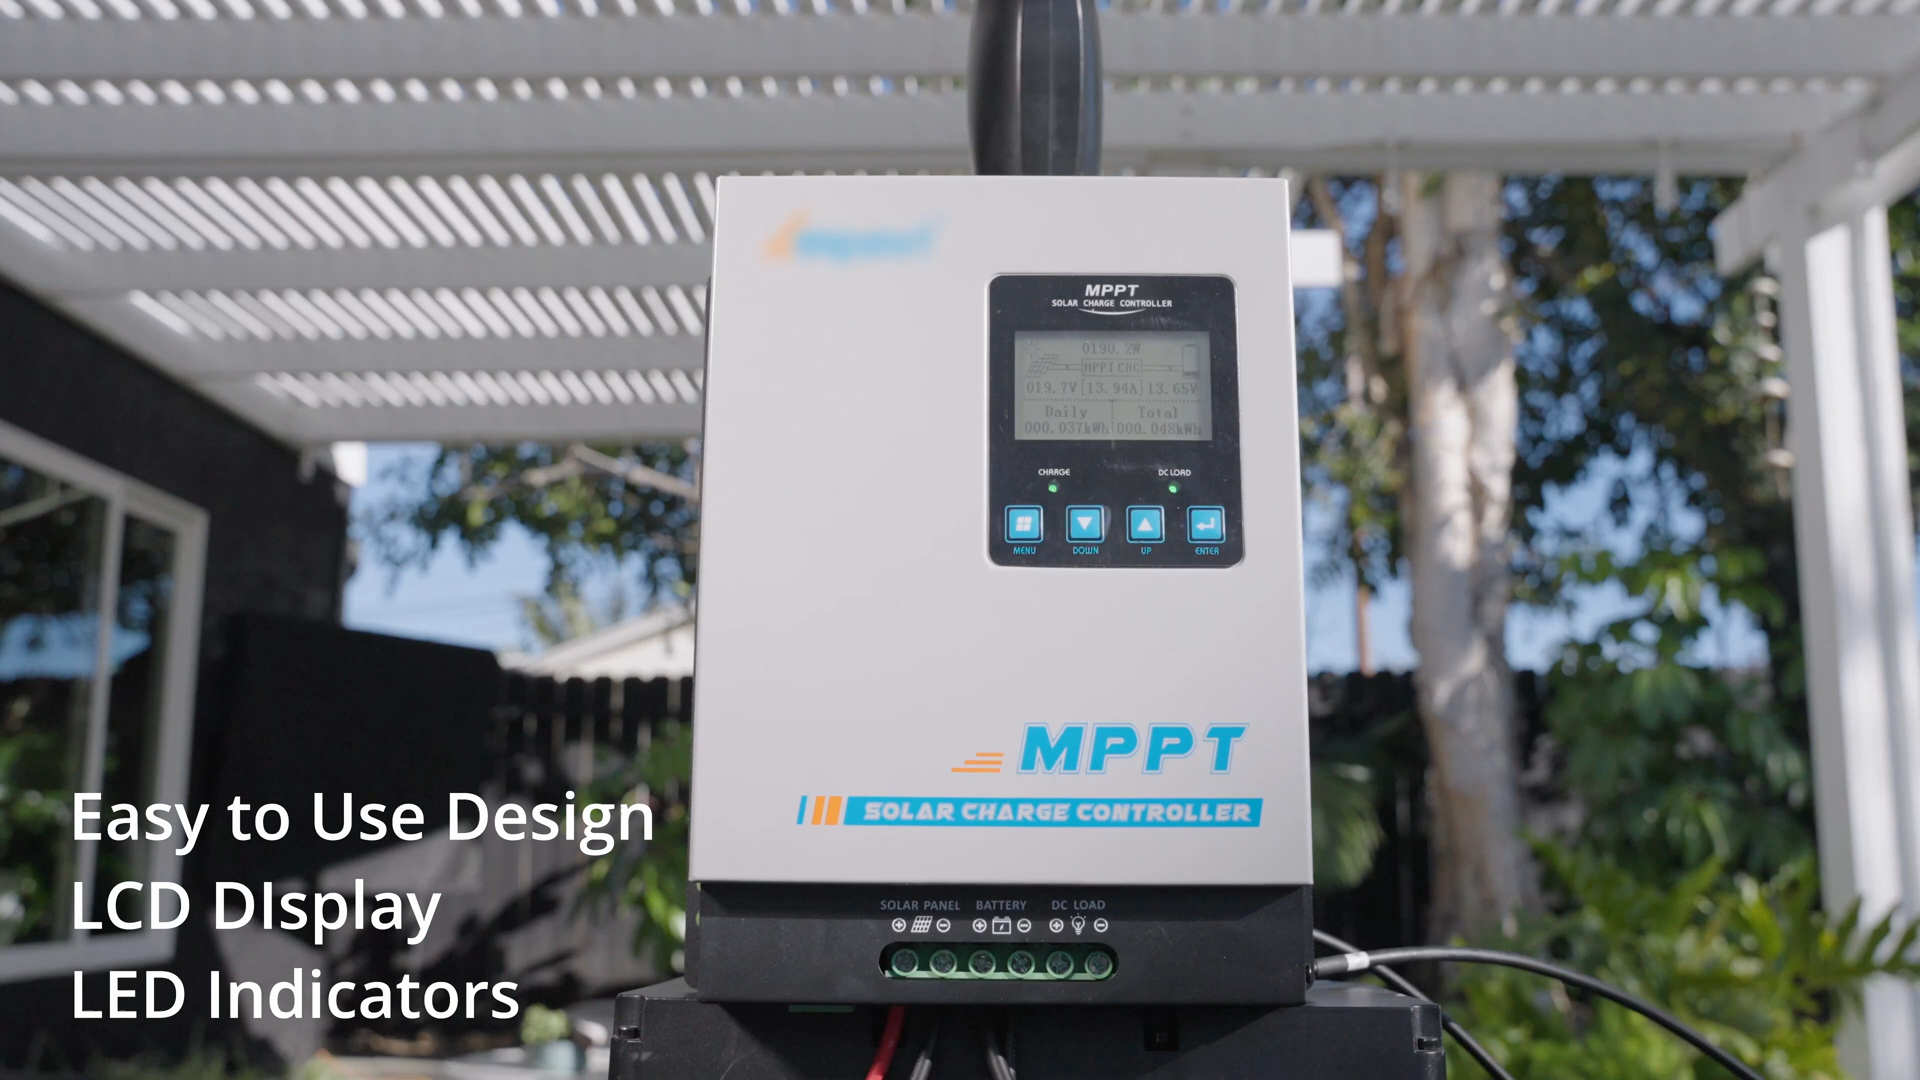 MPPT
SOLAR CHARGE CONTROLLER
0190.2W
MPPT CHG
019.7V 13.94A 13.65V
Daily Total
000.037kWh 000.048kWh
CHARGE DC LOAD
MENU DOWN UP ENTER
MPPT
SOLAR CHARGE CONTROLLER
SOLAR PANEL BATTERY DC LOAD
Easy to Use Design
LCD DIsplay
LED Indicators